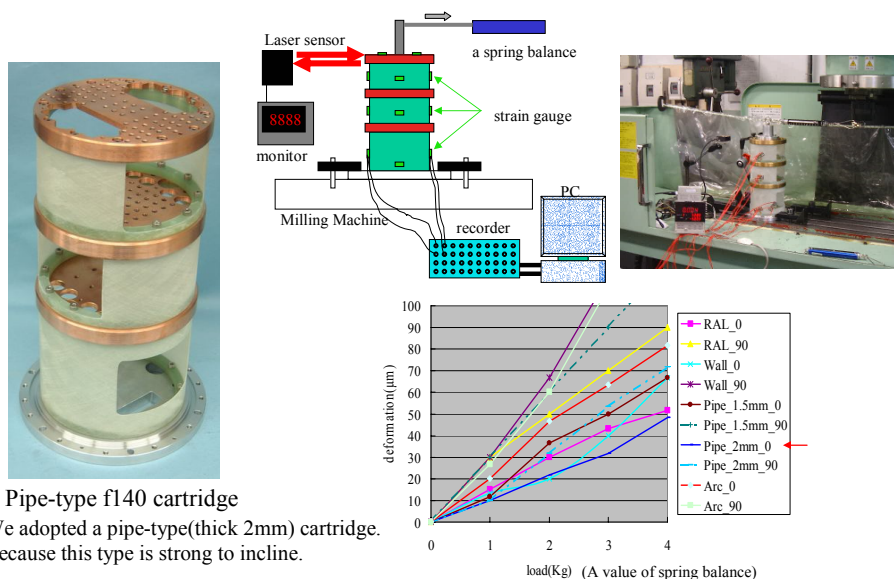 Laser sensor
8888
monitor
a spring balance
strain gauge
Milling Machine
recorder
PC
Pipe-type f140 cartridge
We adopted a pipe-type(thick 2mm) cartridge.
because this type is strong to incline.
deformation(μm)
100
90
80
70
60
50
40
30
20
10
0
0 1 2 3 4
load(Kg) (A value of spring balance)
RAL_0
RAL_90
Wall_0
Wall_90
Pipe_1.5mm_0
Pipe_1.5mm_90
Pipe_2mm_0
Pipe_2mm_90
Arc_0
Arc_90